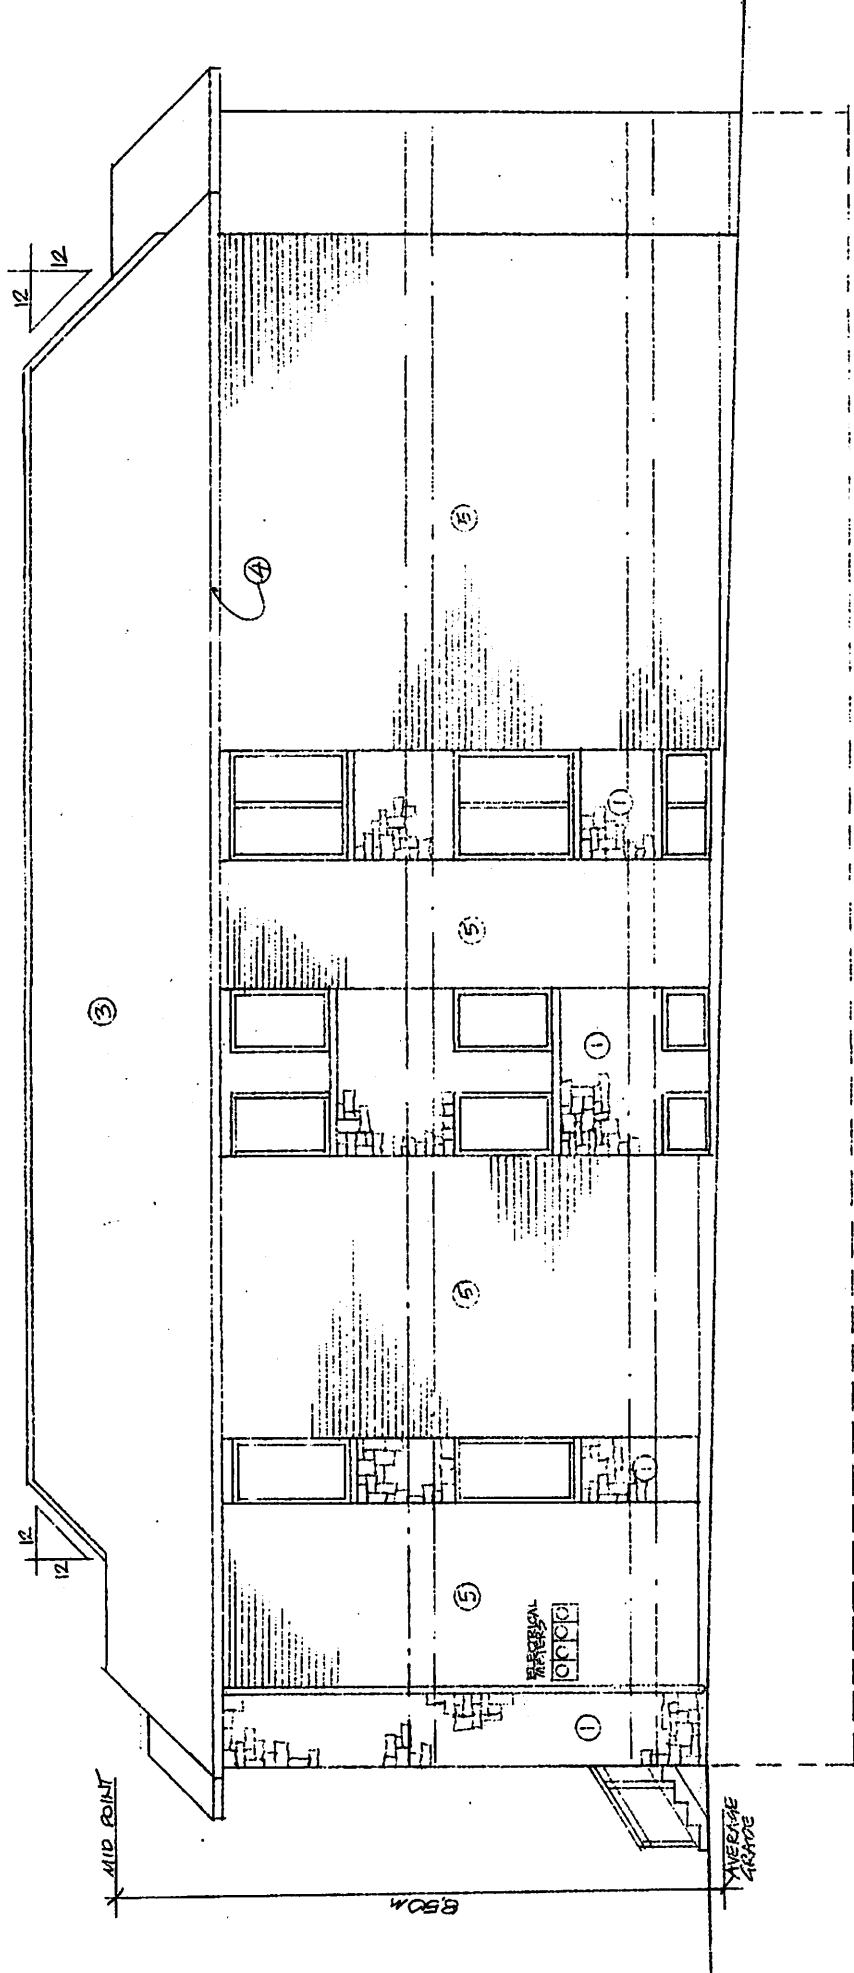 12
12
12
12
③
④
⑤
⑤
⑤
⑤
①
①
①
①
ELECTRICAL
METERS
MID POINT
8.50M
AVERAGE
GRADE